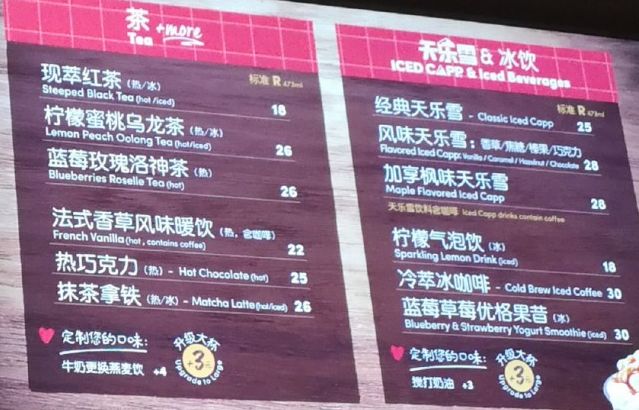 茶 +more
Tea
标准 R 473ml
现萃红茶 (热/冰)
Steeped Black Tea (hot/iced) 18
柠檬蜜桃乌龙茶 (热/冰)
Lemon Peach Oolong Tea (hot/iced) 26
蓝莓玫瑰洛神茶 (热)
Blueberries Roselle Tea (hot) 26
法式香草风味暖饮 (热, 含咖啡)
French Vanilla (hot, contains coffee) 22
热巧克力 (热) - Hot Chocolate (hot) 25
抹茶拿铁 (热/冰) - Matcha Latte (hot/iced) 26
定制您的口味:
牛奶更换燕麦饮 +4
升级大杯
+3元
Upgrade to Large
天乐雪 & 冰饮
ICED CAPP & Iced Beverages
标准 R 473ml
经典天乐雪 - Classic Iced Capp 25
风味天乐雪: 香草/焦糖/榛果/巧克力
Flavored Iced Capp: Vanilla / Caramel / Hazelnut / Chocolate 28
加享枫味天乐雪
Maple Flavored Iced Capp 28
天乐雪饮料含咖啡 Iced Capp drinks contain coffee
柠檬气泡饮 (冰)
Sparkling Lemon Drink (iced) 18
冷萃冰咖啡 - Cold Brew Iced Coffee 30
蓝莓草莓优格果昔 (冰)
Blueberry & Strawberry Yogurt Smoothie (iced) 30
定制您的口味:
搅打奶油 +3
升级大杯
+3元
Upgrade to Large